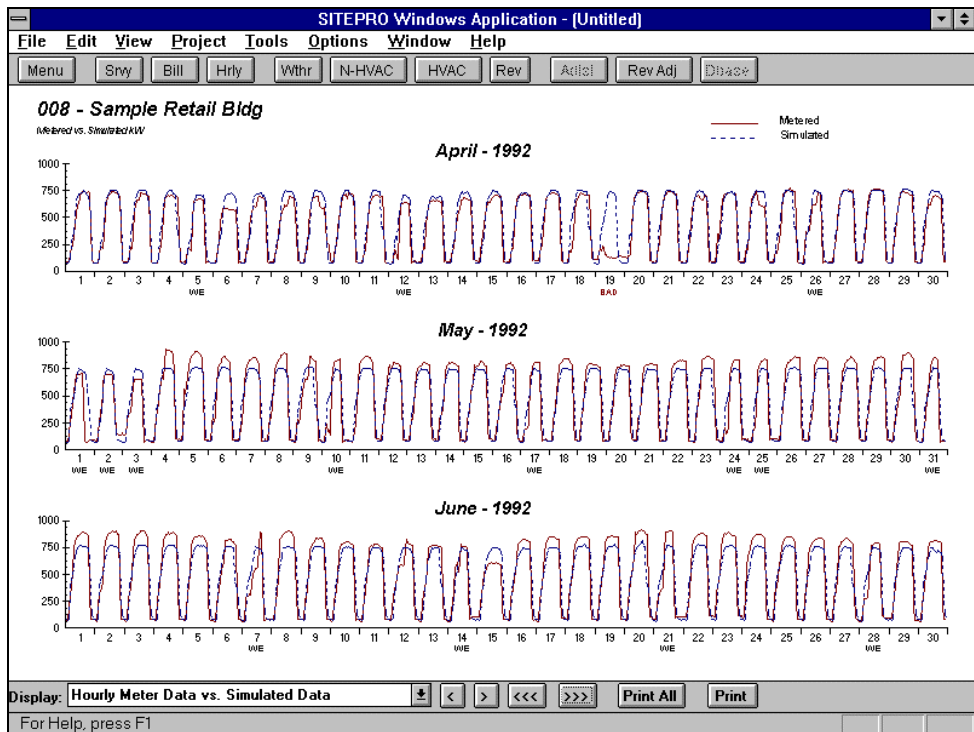 SITEPRO Windows Application - (Untitled)
File Edit View Project Tools Options Window Help
Menu Srvy Bill Hrly Wthr N-HVAC HVAC Rev Adjsl Rev Adj Dbase
008 - Sample Retail Bldg
Metered vs. Simulated kW
Metered
Simulated
April - 1992
1000
750
500
250
0
1 2 3 4 5 6 7 8 9 10 11 12 13 14 15 16 17 18 19 20 21 22 23 24 25 26 27 28 29 30
WE WE BAD WE
May - 1992
1000
750
500
250
0
1 2 3 4 5 6 7 8 9 10 11 12 13 14 15 16 17 18 19 20 21 22 23 24 25 26 27 28 29 30 31
WE WE WE WE WE WE WE WE
June - 1992
1000
750
500
250
0
1 2 3 4 5 6 7 8 9 10 11 12 13 14 15 16 17 18 19 20 21 22 23 24 25 26 27 28 29 30
WE WE WE WE
Display: Hourly Meter Data vs. Simulated Data < > <<< >>> Print All Print
For Help, press F1